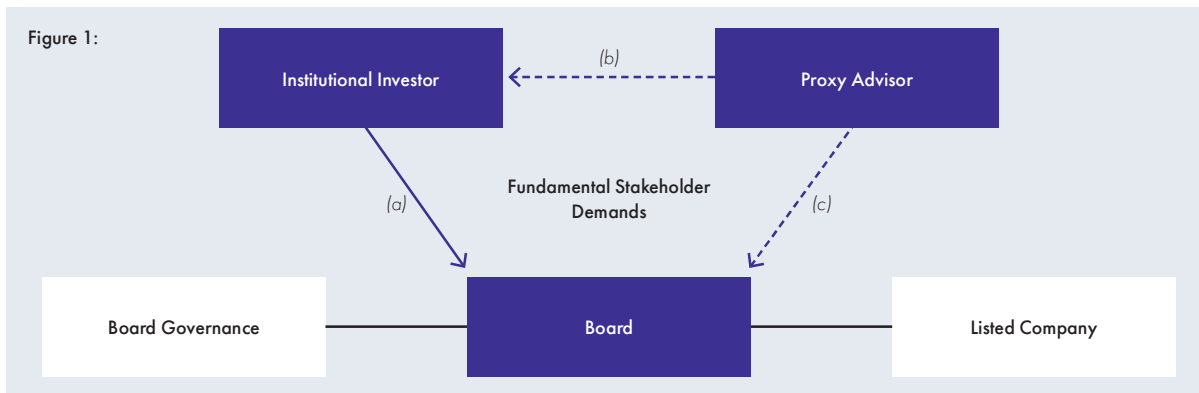 Figure 1:
Institutional Investor
(b)
Proxy Advisor
(a)
Fundamental Stakeholder
Demands
(c)
Board Governance
Board
Listed Company